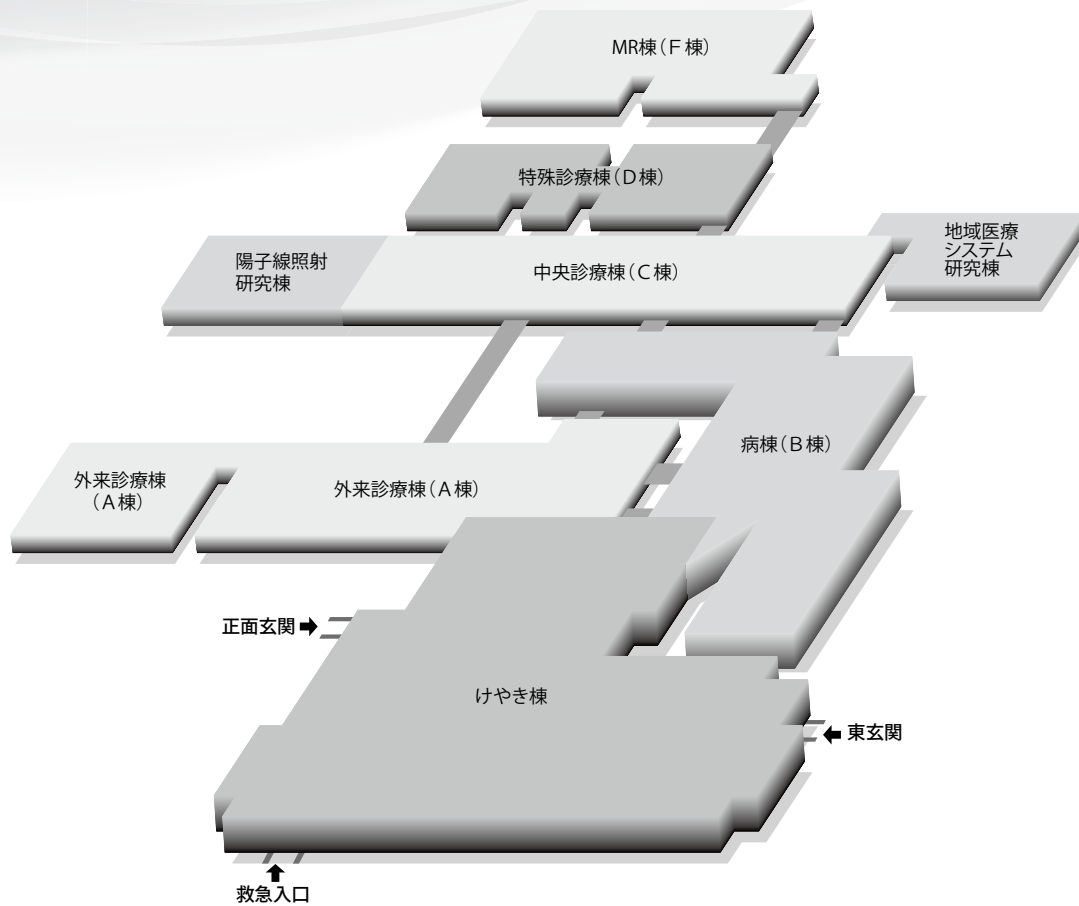 MR棟（F棟）
特殊診療棟（D棟）
陽子線照射
研究棟
中央診療棟（C棟）
地域医療
システム
研究棟
病棟（B棟）
外来診療棟
（A棟）
外来診療棟（A棟）
正面玄関
けやき棟
東玄関
救急入口